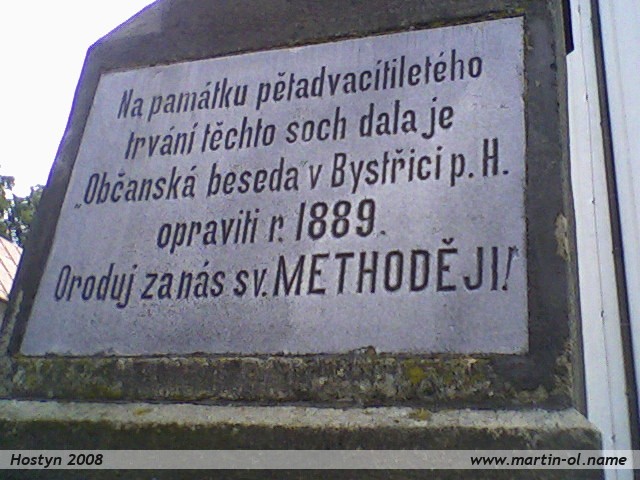 Na památku pětadvacítiletého
trvání těchto soch dala je
„Občanská beseda v Bystřici p. H.
opraviti r. 1889.
Oroduj za nás sv. METHODĚJI!
Hostyn 2008
www.martin-ol.name